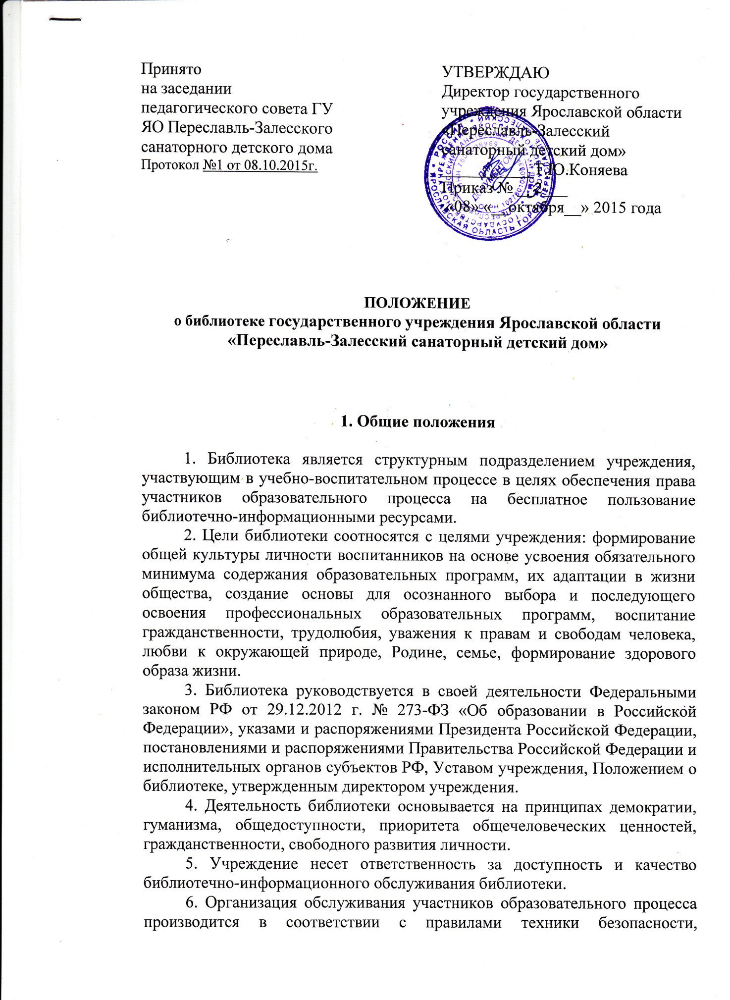 Принято
на заседании
педагогического совета ГУ
ЯО Переславль-Залесского
санаторного детского дома
Протокол №1 от 08.10.2015г.
УТВЕРЖДАЮ
Директор государственного
учреждения Ярославской области
«Переславль-Залесский
санаторный детский дом»
Т.Ю.Коняева
Приказ №
«08» «__октября__» 2015 года
ДЛЯ
ДОКУМЕНТОВ
ПОЛОЖЕНИЕ
о библиотеке государственного учреждения Ярославской области
«Переславль-Залесский санаторный детский дом»
1. Общие положения
1. Библиотека является структурным подразделением учреждения,
участвующим в учебно-воспитательном процессе в целях обеспечения права
участников образовательного процесса на бесплатное пользование
библиотечно-информационными ресурсами.
2. Цели библиотеки соотносятся с целями учреждения: формирование
общей культуры личности воспитанников на основе усвоения обязательного
минимума содержания образовательных программ, их адаптации в жизни
общества, создание основы для осознанного выбора и последующего
освоения профессиональных образовательных программ, воспитание
гражданственности, трудолюбия, уважения к правам и свободам человека,
любви к окружающей природе, Родине, семье, формирование здорового
образа жизни.
3. Библиотека руководствуется в своей деятельности Федеральными
законом РФ от 29.12.2012 г. № 273-ФЗ «Об образовании в Российской
Федерации», указами и распоряжениями Президента Российской Федерации,
постановлениями и распоряжениями Правительства Российской Федерации и
исполнительных органов субъектов РФ, Уставом учреждения, Положением о
библиотеке, утвержденным директором учреждения.
4. Деятельность библиотеки основывается на принципах демократии,
гуманизма, общедоступности, приоритета общечеловеческих ценностей,
гражданственности, свободного развития личности.
5. Учреждение несет ответственность за доступность и качество
библиотечно-информационного обслуживания библиотеки.
6. Организация обслуживания участников образовательного процесса
производится в соответствии с правилами техники безопасности,